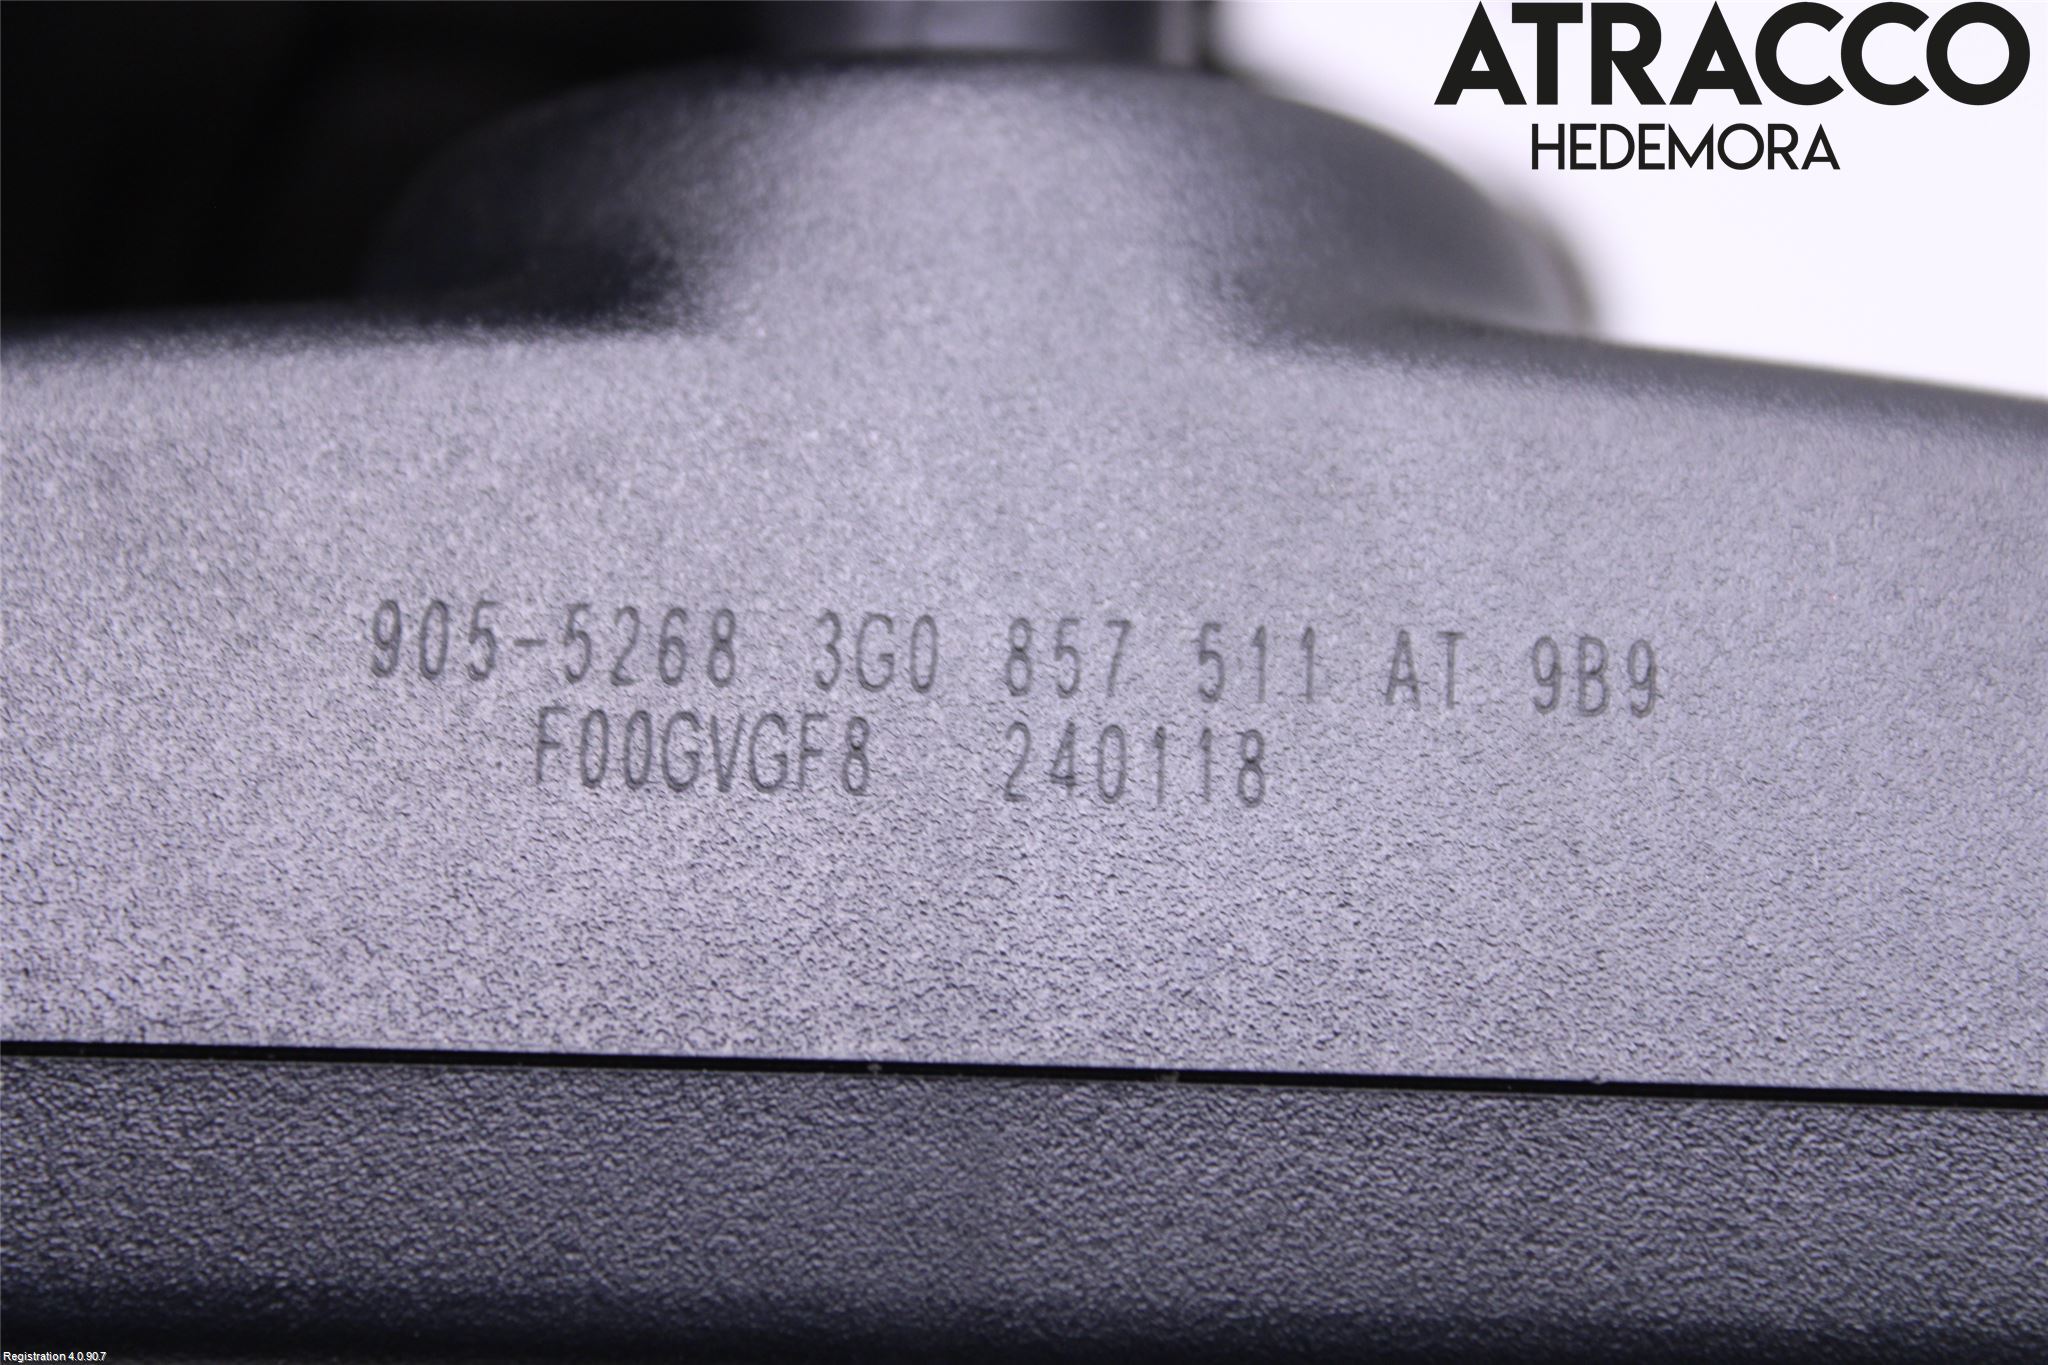 ATRACCO
HEDEMORA
905-5268 3G0 857 511 AT 9B9
F00GVGF8 240118
Registration 4.0.90.7